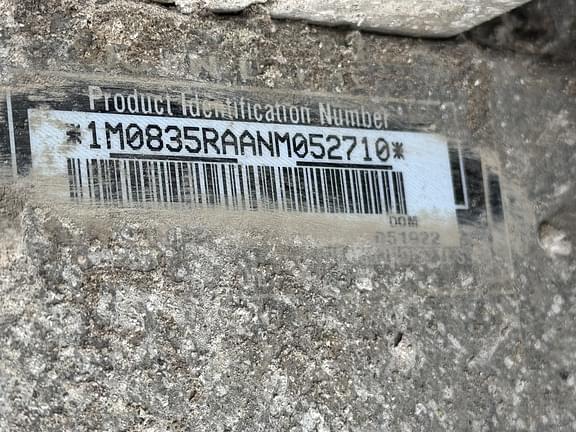 Product Identification Number
*1M0835RAANM052710*
DOM
051922